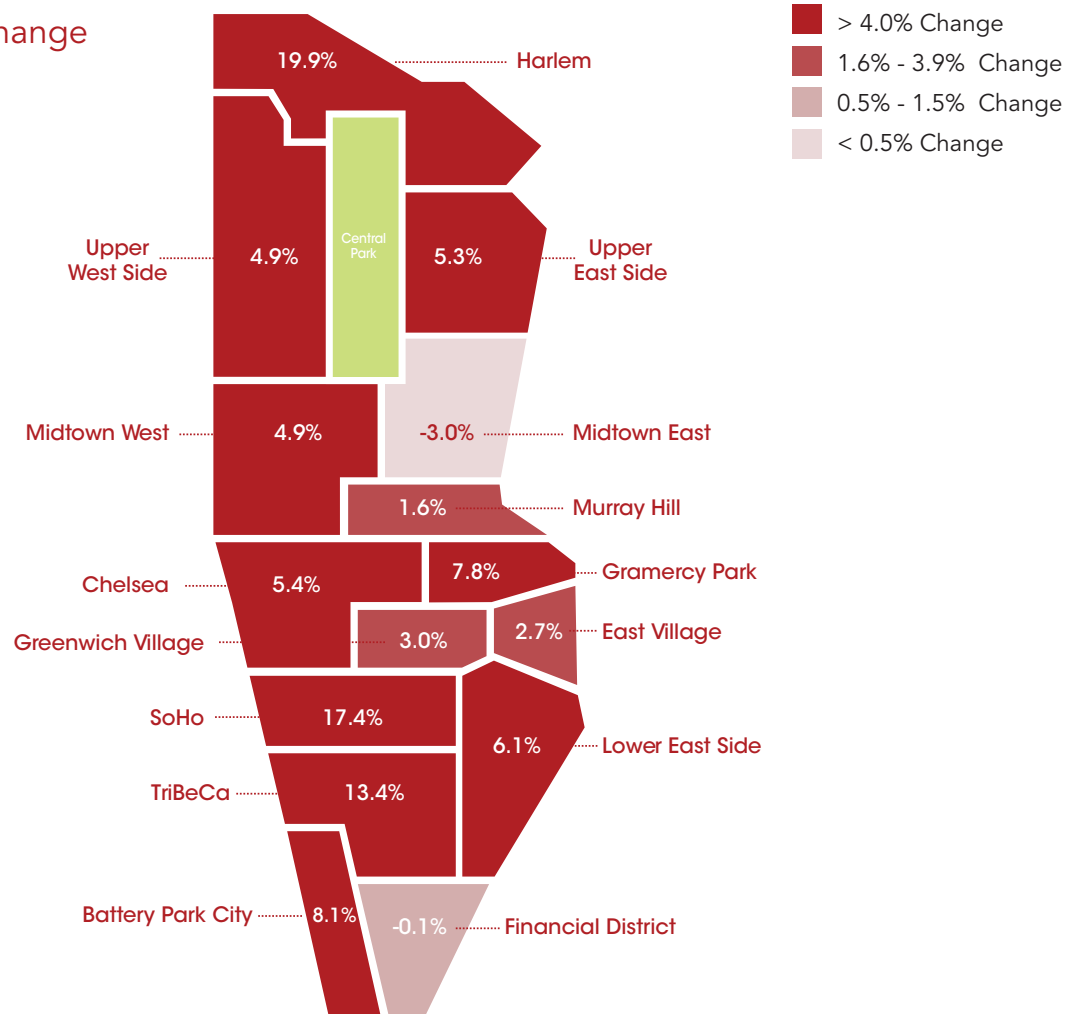 hange
> 4.0% Change
1.6% - 3.9% Change
0.5% - 1.5% Change
< 0.5% Change
19.9%
Harlem
Upper
West Side
4.9%
Central
Park
5.3%
Upper
East Side
Midtown West
4.9%
-3.0%
Midtown East
1.6%
Murray Hill
Chelsea
5.4%
7.8%
Gramercy Park
Greenwich Village
3.0%
2.7%
East Village
SoHo
17.4%
6.1%
Lower East Side
TriBeCa
13.4%
Battery Park City
8.1%
-0.1%
Financial District